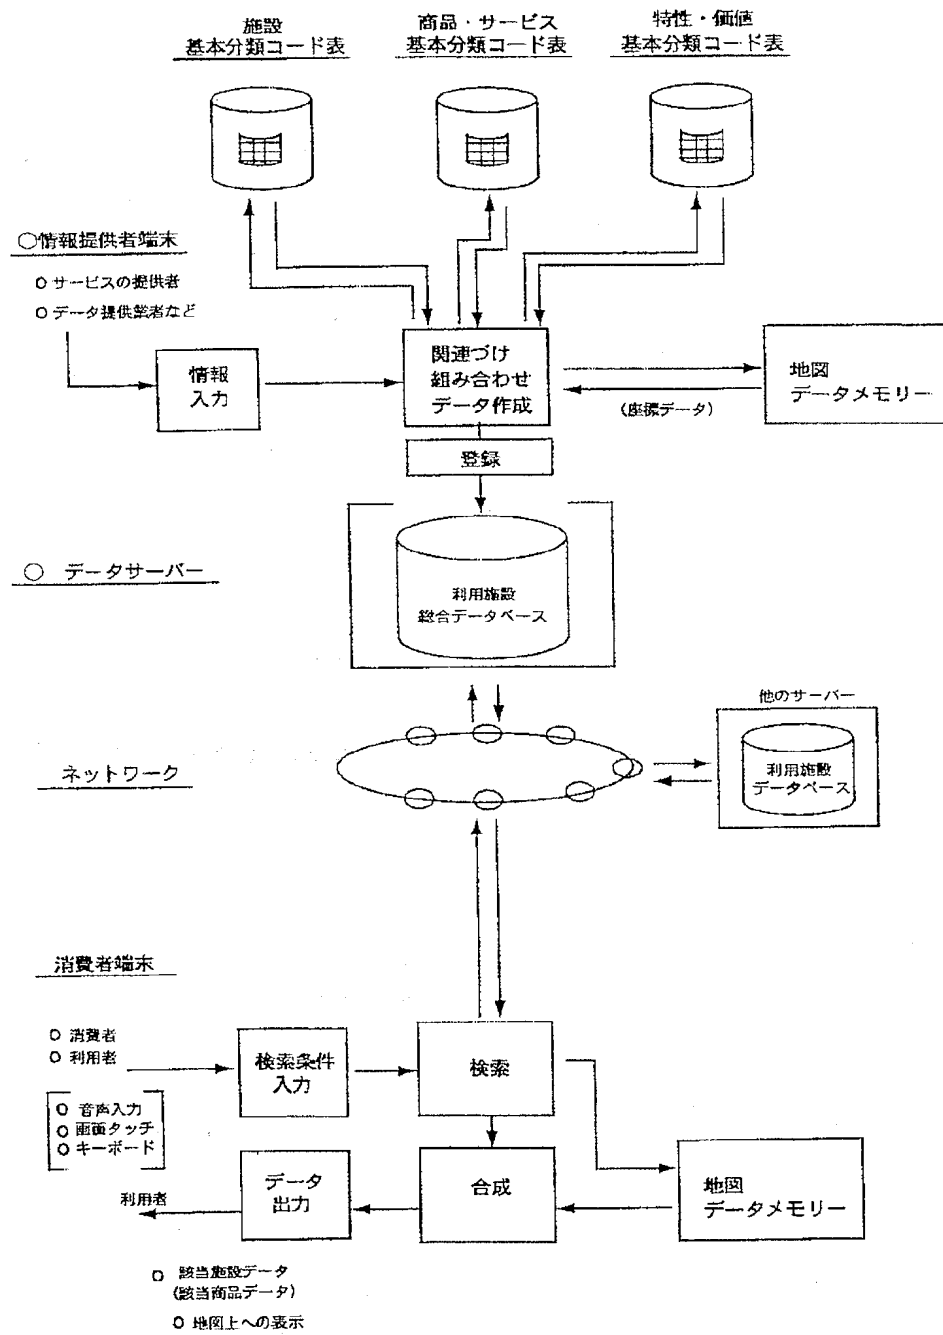 施設
基本分類コード表
商品・サービス
基本分類コード表
特性・価値
基本分類コード表
○情報提供者端末
○ サービスの提供者
○ データ提供業者など
情報
入力
関連づけ
組み合わせ
データ作成
地図
データメモリー
(座標データ)
登録
○ データサーバー
利用施設
総合データベース
他のサーバー
利用施設
データベース
ネットワーク
消費者端末
○ 消費者
○ 利用者
○ 音声入力
○ 画面タッチ
○ キーボード
検索条件
入力
検索
データ
出力
合成
地図
データメモリー
利用者
○ 該当施設データ
(該当商品データ)
○ 地図上への表示